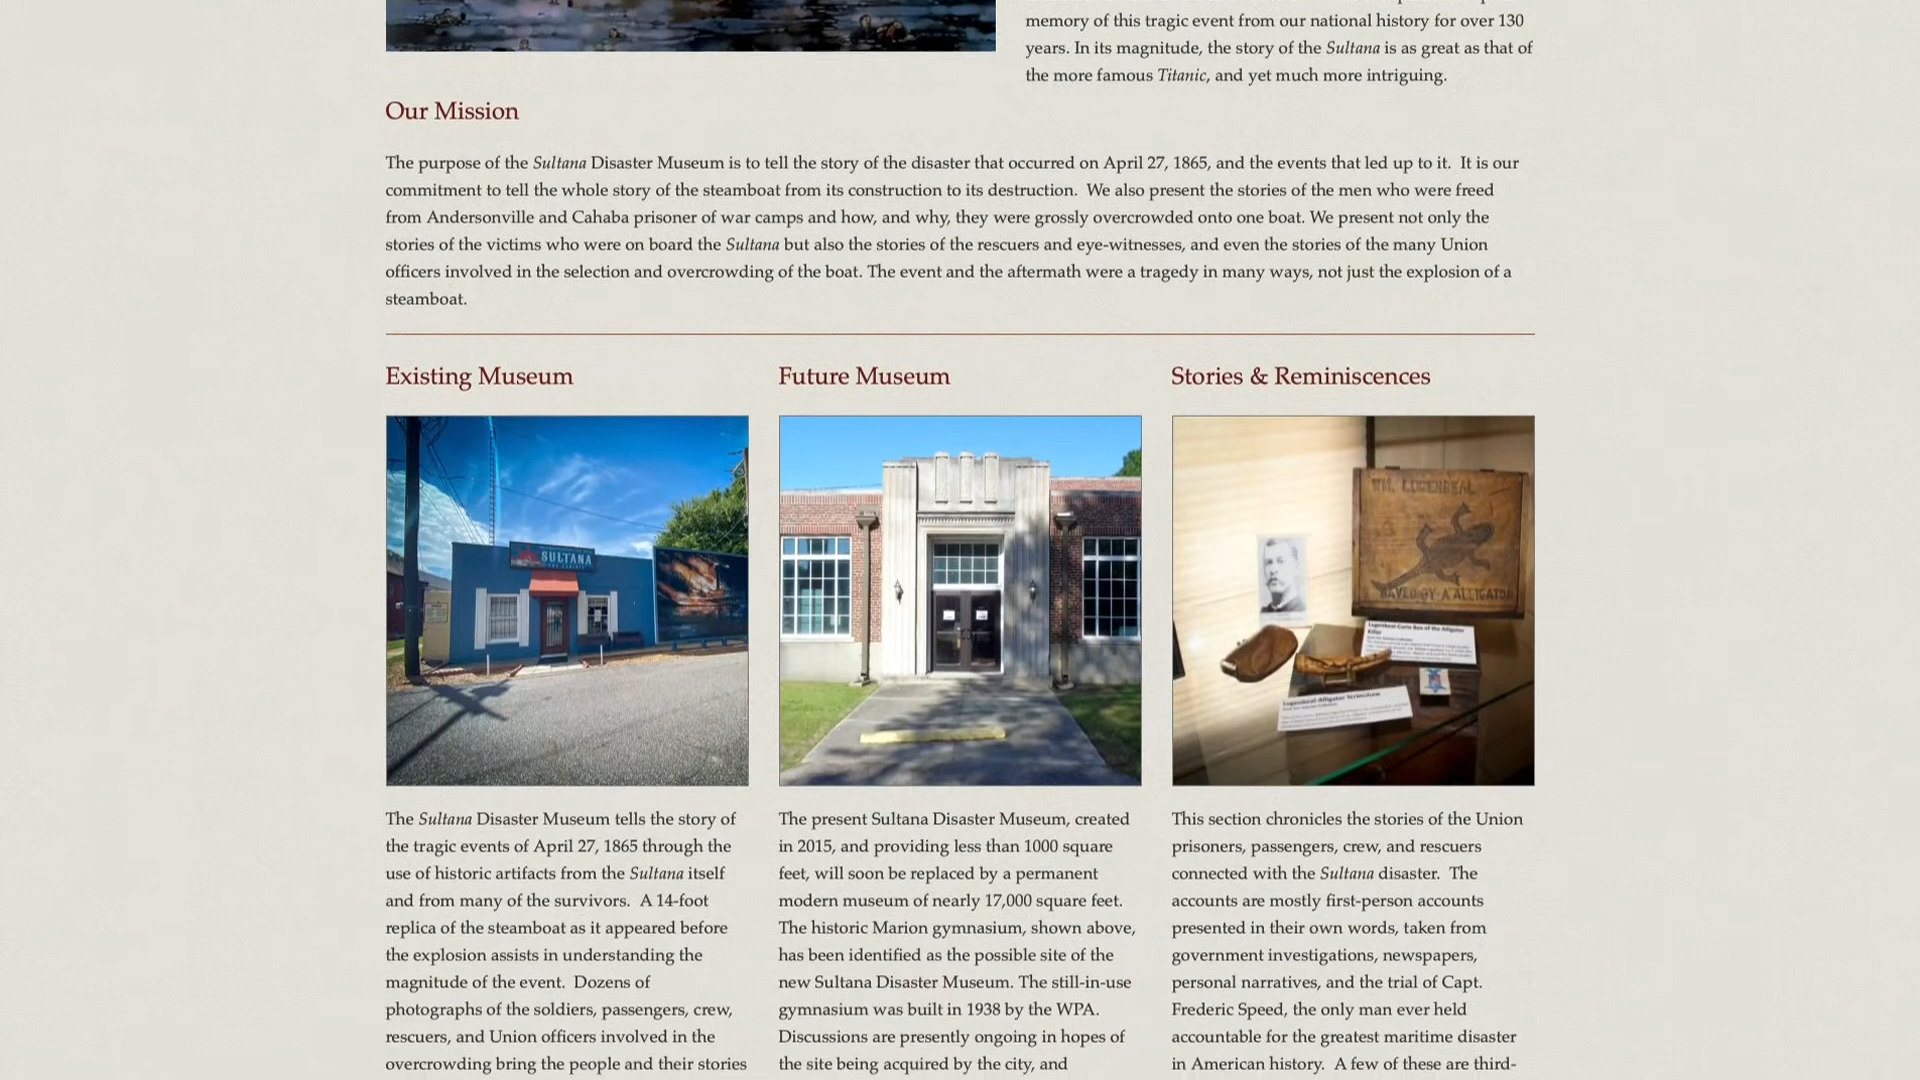 memory of this tragic event from our national history for over 130
years. In its magnitude, the story of the Sultana is as great as that of
the more famous Titanic, and yet much more intriguing.
Our Mission
The purpose of the Sultana Disaster Museum is to tell the story of the disaster that occurred on April 27, 1865, and the events that led up to it.  It is our
commitment to tell the whole story of the steamboat from its construction to its destruction.  We also present the stories of the men who were freed
from Andersonville and Cahaba prisoner of war camps and how, and why, they were grossly overcrowded onto one boat. We present not only the
stories of the victims who were on board the Sultana but also the stories of the rescuers and eye-witnesses, and even the stories of the many Union
officers involved in the selection and overcrowding of the boat. The event and the aftermath were a tragedy in many ways, not just the explosion of a
steamboat.
Existing Museum
SULTANA
The Sultana Disaster Museum tells the story of
the tragic events of April 27, 1865 through the
use of historic artifacts from the Sultana itself
and from many of the survivors.  A 14-foot
replica of the steamboat as it appeared before
the explosion assists in understanding the
magnitude of the event.  Dozens of
photographs of the soldiers, passengers, crew,
rescuers, and Union officers involved in the
overcrowding bring the people and their stories
Future Museum
The present Sultana Disaster Museum, created
in 2015, and providing less than 1000 square
feet, will soon be replaced by a permanent
modern museum of nearly 17,000 square feet.
The historic Marion gymnasium, shown above,
has been identified as the possible site of the
new Sultana Disaster Museum. The still-in-use
gymnasium was built in 1938 by the WPA.
Discussions are presently ongoing in hopes of
the site being acquired by the city, and
Stories & Reminiscences
WM. LUGENBEAL
Lugenbeal-Curio Box of the Alligator
Killer
Lugenbeal-Alligator Scrimshaw
This section chronicles the stories of the Union
prisoners, passengers, crew, and rescuers
connected with the Sultana disaster.  The
accounts are mostly first-person accounts
presented in their own words, taken from
government investigations, newspapers,
personal narratives, and the trial of Capt.
Frederic Speed, the only man ever held
accountable for the greatest maritime disaster
in American history.  A few of these are third-